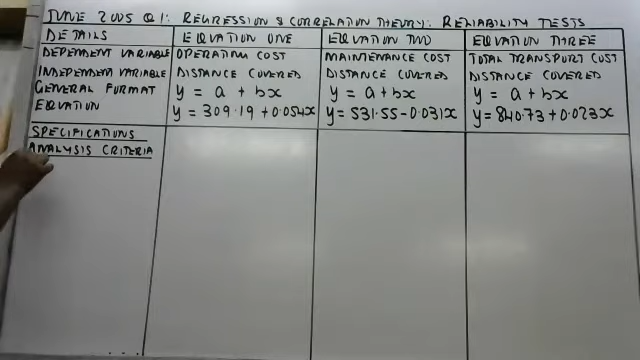 JUNE 2005 Q1: REGRESSION & CORRELATION THEORY: RELIABILITY TESTS
DETAILS EQUATION ONE EQUATION TWO EQUATION THREE
DEPENDENT VARIABLE OPERATING COST MAINTENANCE COST TOTAL TRANSPORT COST
INDEPENDENT VARIABLE DISTANCE COVERED DISTANCE COVERED DISTANCE COVERED
GENERAL FORMAT y = a + bx y = a + bx y = a + bx
EQUATION y = 309.19 + 0.054x y = 531.55 - 0.031x y = 840.73 + 0.023x
SPECIFICATIONS
ANALYSIS CRITERIA